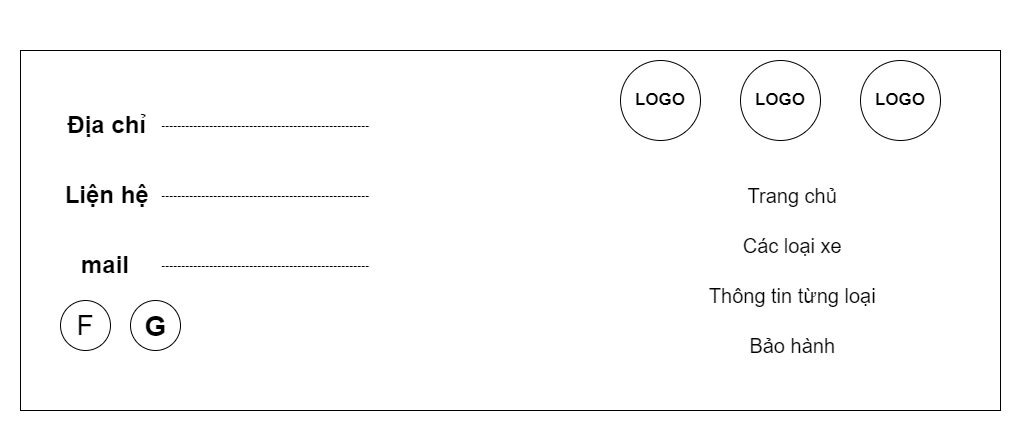 Địa chỉ ----------------------------------------------------
Liện hệ ----------------------------------------------------
mail ----------------------------------------------------
F G
LOGO LOGO LOGO
Trang chủ
Các loại xe
Thông tin từng loại
Bảo hành